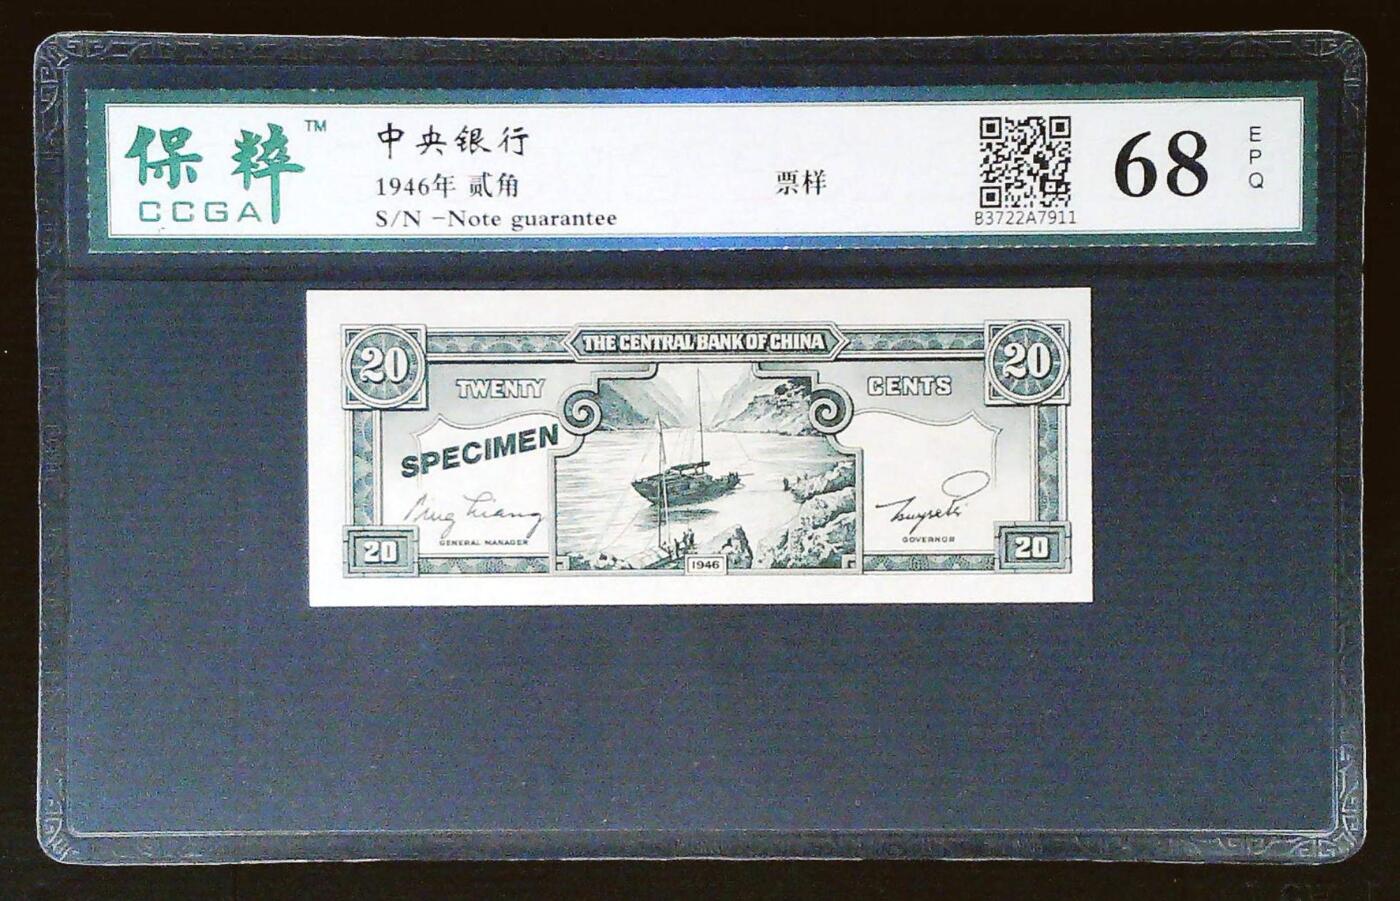 保粹™
CCGA
中央银行
1946年 贰角
票样
S/N -Note guarantee
B3722A7911
68
EPQ
THE CENTRAL BANK OF CHINA
20
20
TWENTY
CENTS
SPECIMEN
GENERAL MANAGER
GOVERNOR
20
1946
20